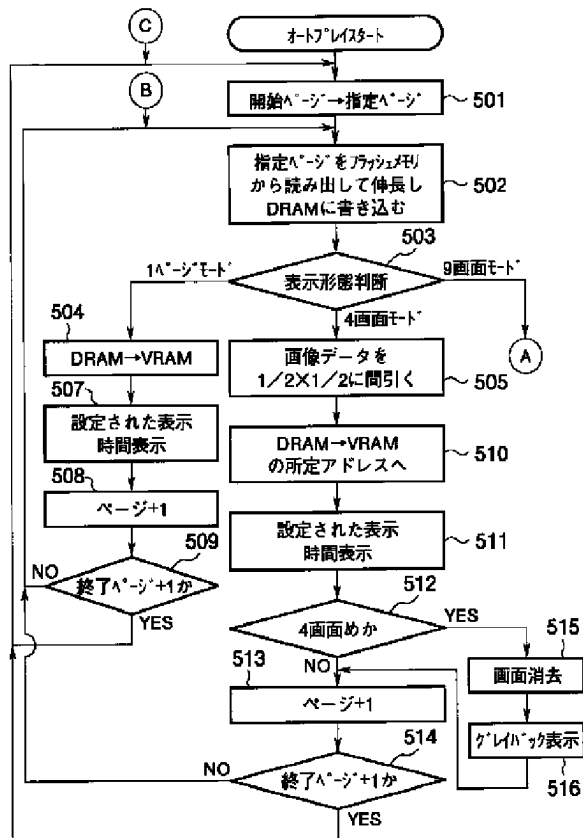 C
オートプレイスタート
B
開始ページ→指定ページ
501
指定ページをフラッシュメモリ
から読み出して伸長し
DRAMに書き込む
502
503
1ページモード
表示形態判断
9画面モード
4画面モード
A
504
DRAM→VRAM
画像データを
1/2×1/2に間引く
505
507
設定された表示
時間表示
DRAM→VRAM
の所定アドレスへ
510
508
ページ+1
設定された表示
時間表示
511
509
NO
終了ページ+1か
YES
512
4画面めか
YES
NO
515
画面消去
513
ページ+1
グレイバック表示
516
514
NO
終了ページ+1か
YES